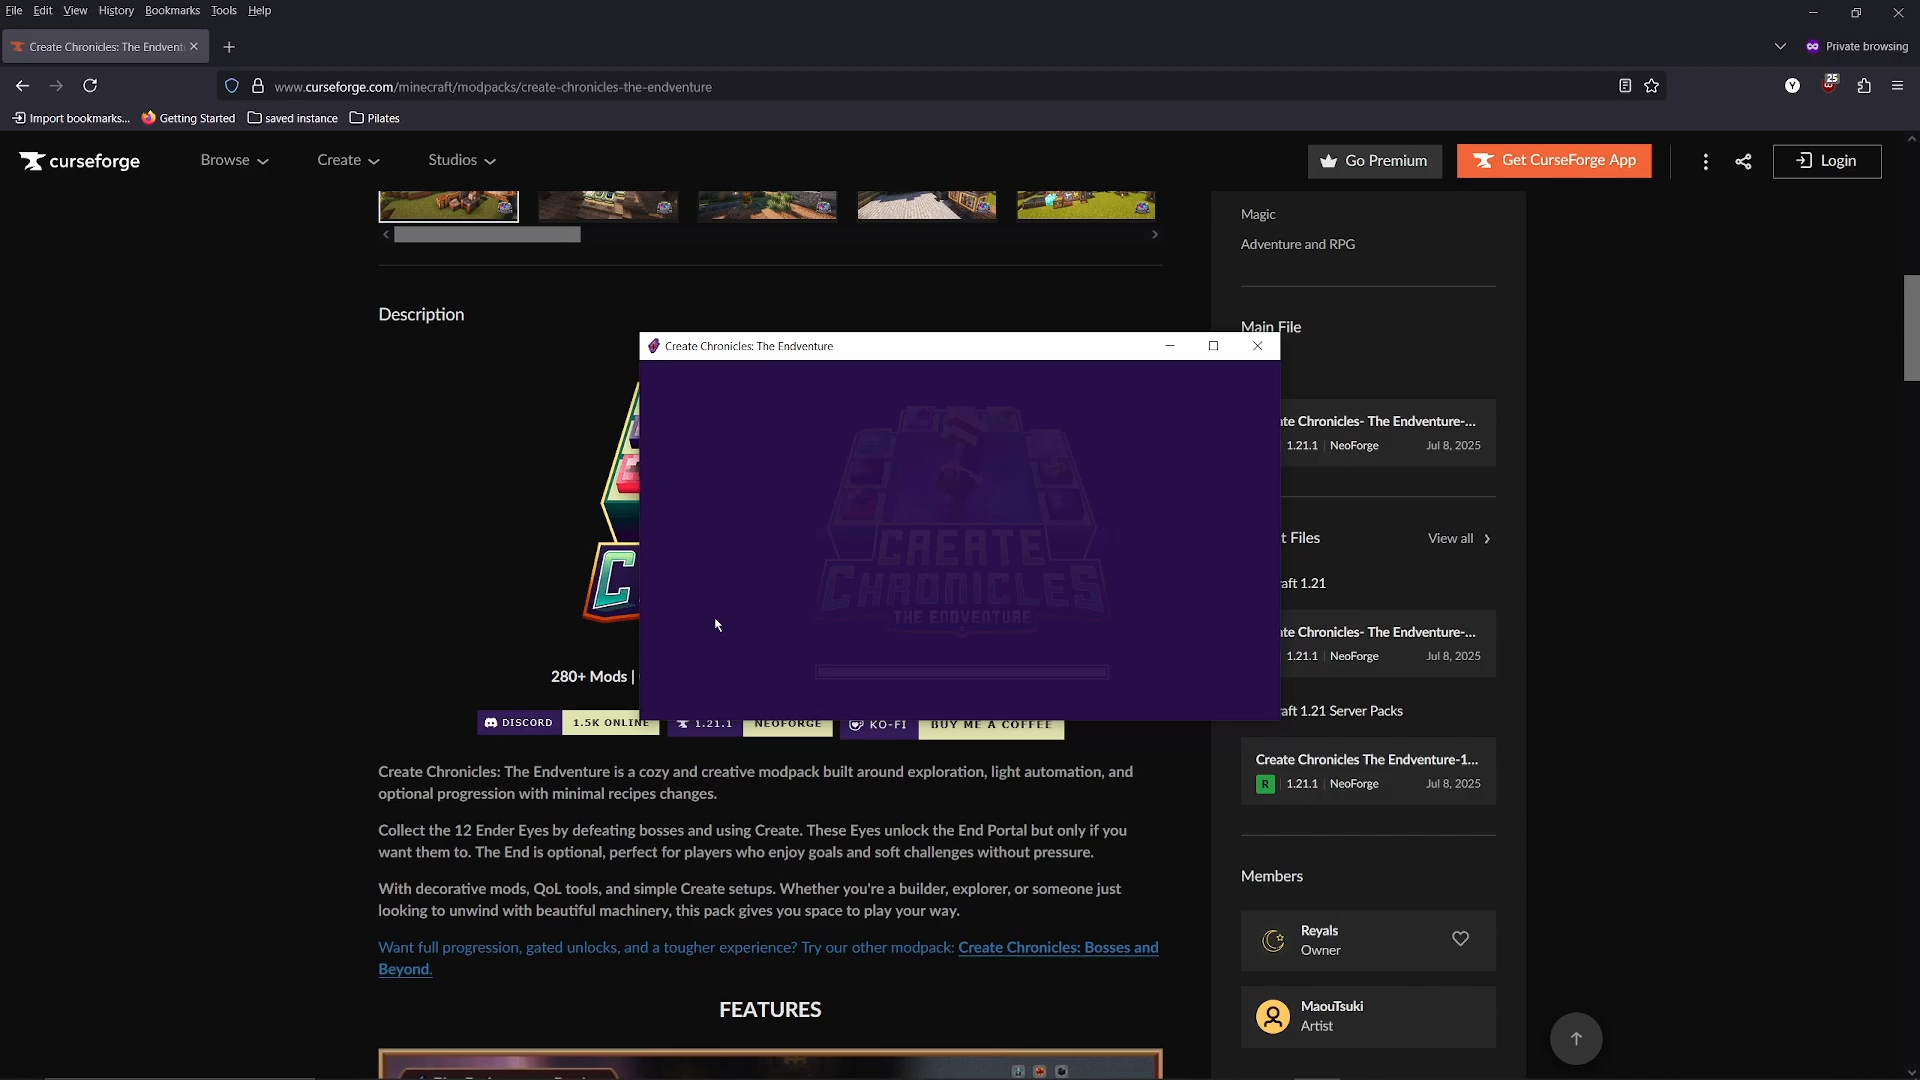 File Edit View History Bookmarks Tools Help
Create Chronicles: The Endvent
Private browsing
www.curseforge.com/minecraft/modpacks/create-chronicles-the-endventure
25
Import bookmarks... Getting Started saved instance Pilates
curseforge Browse Create Studios Go Premium Get CurseForge App Login
Magic
Adventure and RPG
Description
Main File
Create Chronicles: The Endventure
te Chronicles- The Endventure-...
1.21.1 NeoForge Jul 8, 2025
CREATE
CHRONICLES
THE ENDVENTURE
C
t Files View all
aft 1.21
te Chronicles- The Endventure-...
1.21.1 NeoForge Jul 8, 2025
280+ Mods |
aft 1.21 Server Packs
DISCORD 1.5K ONLINE 1.21.1 NEOFORGE KO-FI BUY ME A COFFEE
Create Chronicles The Endventure-1...
R 1.21.1 NeoForge Jul 8, 2025
Create Chronicles: The Endventure is a cozy and creative modpack built around exploration, light automation, and
optional progression with minimal recipes changes.
Collect the 12 Ender Eyes by defeating bosses and using Create. These Eyes unlock the End Portal but only if you
want them to. The End is optional, perfect for players who enjoy goals and soft challenges without pressure.
With decorative mods, QoL tools, and simple Create setups. Whether you're a builder, explorer, or someone just
looking to unwind with beautiful machinery, this pack gives you space to play your way.
Want full progression, gated unlocks, and a tougher experience? Try our other modpack: Create Chronicles: Bosses and
Beyond.
FEATURES
Members
Reyals
Owner
MaouTsuki
Artist